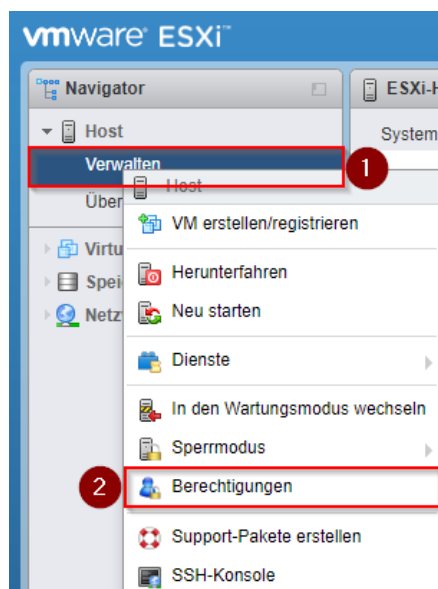 vmware® ESXi™
Navigator
ESXi-H
Host
System
Verwalten
1
Host
Über
VM erstellen/registrieren
Virtu
Herunterfahren
Spei
Neu starten
Netz
Dienste
In den Wartungsmodus wechseln
Sperrmodus
2
Berechtigungen
Support-Pakete erstellen
SSH-Konsole